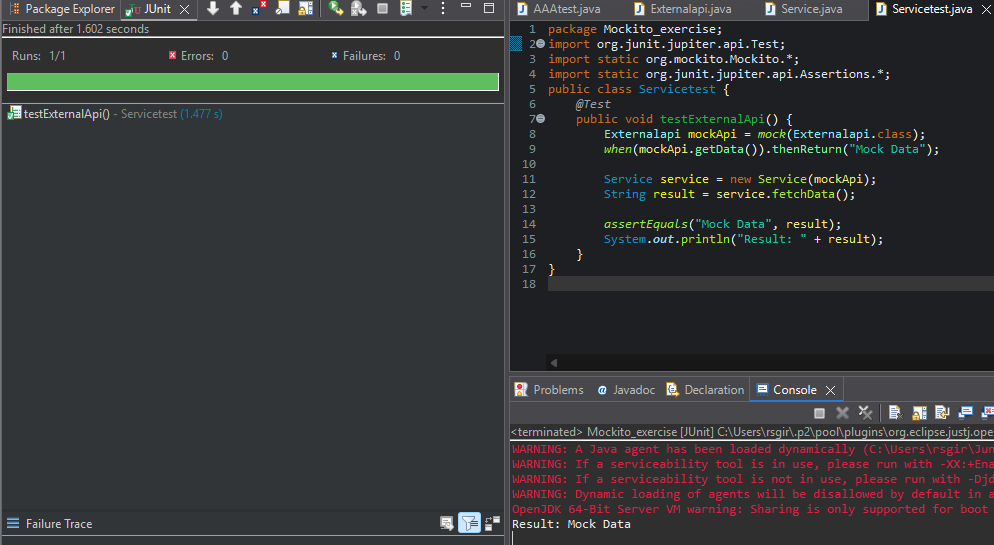 Package Explorer JUnit
Finished after 1.602 seconds
Runs: 1/1 Errors: 0 Failures: 0
testExternalApi() - Servicetest (1.477 s)
Failure Trace
AAAtest.java Externalapi.java Service.java Servicetest.java
1 package Mockito_exercise;
2 import org.junit.jupiter.api.Test;
3 import static org.mockito.Mockito.*;
4 import static org.junit.jupiter.api.Assertions.*;
5 public class Servicetest {
6 @Test
7 public void testExternalApi() {
8 Externalapi mockApi = mock(Externalapi.class);
9 when(mockApi.getData()).thenReturn("Mock Data");
10
11 Service service = new Service(mockApi);
12 String result = service.fetchData();
13
14 assertEquals("Mock Data", result);
15 System.out.println("Result: " + result);
16 }
17 }
18
Problems Javadoc Declaration Console
<terminated> Mockito_exercise [JUnit] C:\Users\rsgir\.p2\pool\plugins\org.eclipse.justj.ope
WARNING: A Java agent has been loaded dynamically (C:\Users\rsgir\Jun
WARNING: If a serviceability tool is in use, please run with -XX:+Ena
WARNING: If a serviceability tool is not in use, please run with -Djd
WARNING: Dynamic loading of agents will be disallowed by default in a
OpenJDK 64-Bit Server VM warning: Sharing is only supported for boot
Result: Mock Data